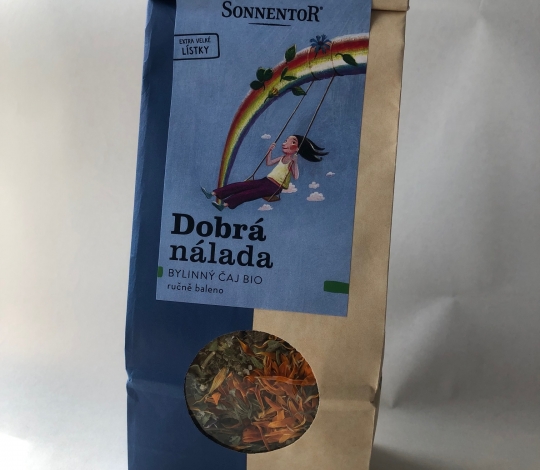 SONNENTOR®
EXTRA VELKÉ
LÍSTKY
Dobrá
nálada
BYLINNÝ ČAJ BIO
ručně baleno